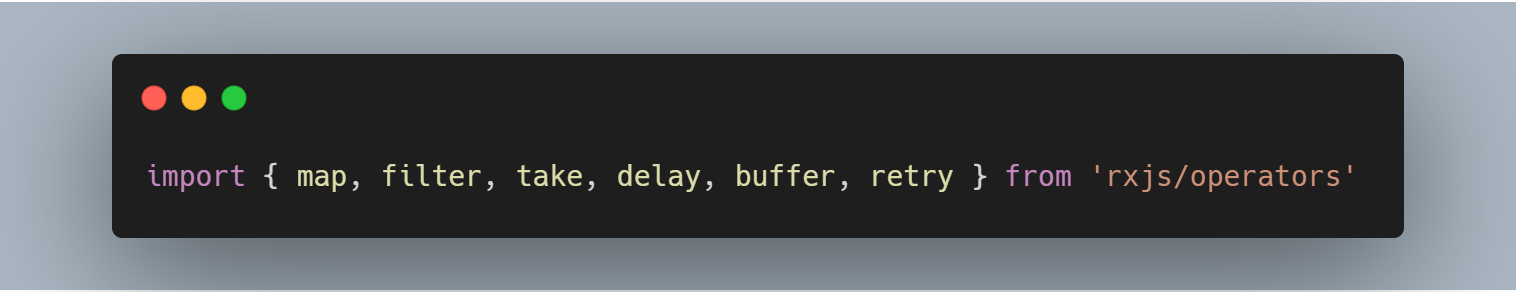 import { map, filter, take, delay, buffer, retry } from 'rxjs/operators'